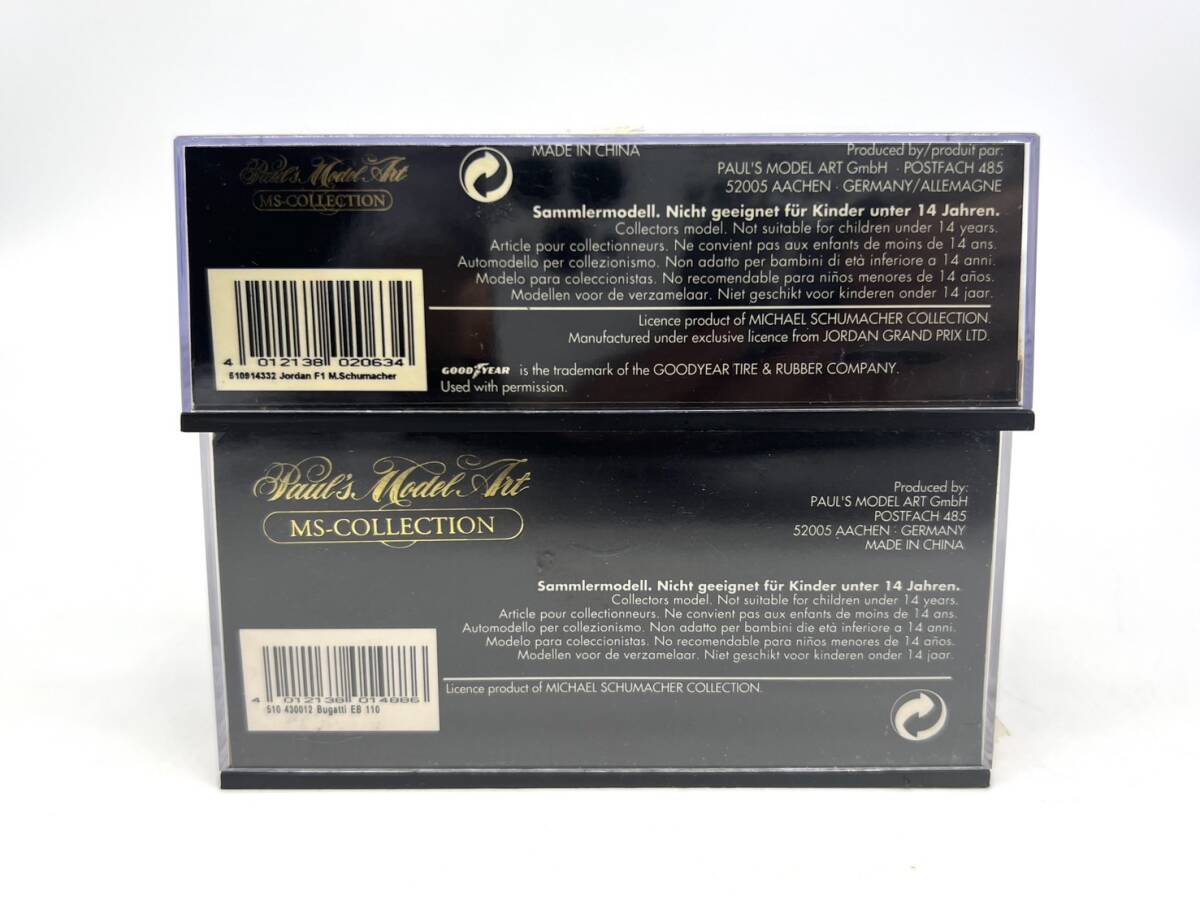 Paul's Model Art
MS-COLLECTION
MADE IN CHINA
Produced by/produit par:
PAUL'S MODEL ART GmbH · POSTFACH 485
52005 AACHEN · GERMANY/ALLEMAGNE
Sammlermodell. Nicht geeignet für Kinder unter 14 Jahren.
Collectors model. Not suitable for children under 14 years.
Article pour collectionneurs. Ne convient pas aux enfants de moins de 14 ans.
Automodello per collezionismo. Non adatto per bambini di età inferiore a 14 anni.
Modelo para coleccionistas. No recomendable para niños menores de 14 años.
Modellen voor de verzamelaar. Niet geschikt voor kinderen onder 14 jaar.
Licence product of MICHAEL SCHUMACHER COLLECTION.
Manufactured under exclusive licence from JORDAN GRAND PRIX LTD.
GOODYEAR is the trademark of the GOODYEAR TIRE & RUBBER COMPANY.
Used with permission.
4 012138 020634
510914332 Jordan F1 M.Schumacher
Paul's Model Art
MS-COLLECTION
Produced by:
PAUL'S MODEL ART GmbH
POSTFACH 485
52005 AACHEN · GERMANY
MADE IN CHINA
Sammlermodell. Nicht geeignet für Kinder unter 14 Jahren.
Collectors model. Not suitable for children under 14 years.
Article pour collectionneurs. Ne convient pas aux enfants de moins de 14 ans.
Automodello per collezionismo. Non adatto per bambini die età inferiore a 14 anni.
Modelo para coleccionistas. No recomendable para niños menores de 14 años.
Modellen voor de verzamelaar. Niet geschikt voor kinderen onder 14 jaar.
Licence product of MICHAEL SCHUMACHER COLLECTION.
4 012138 014886
510 430012 Bugatti EB 110